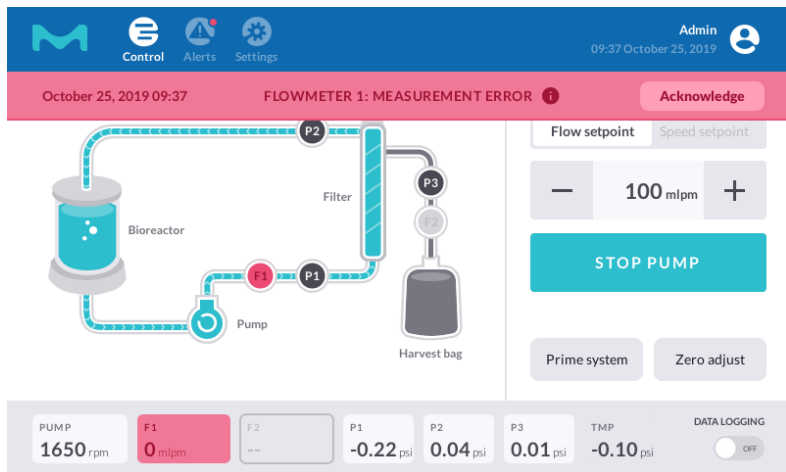 Admin
Control Alerts Settings
09:37 October 25, 2019
October 25, 2019 09:37 FLOWMETER 1: MEASUREMENT ERROR i Acknowledge
P2
Flow setpoint Speed setpoint
P3
Filter
— 100 mlpm +
F2
Bioreactor
STOP PUMP
F1 P1
Pump
Harvest bag
Prime system Zero adjust
PUMP F1 F2 P1 P2 P3 TMP DATA LOGGING
1650 rpm 0 mlpm -- -0.22 psi 0.04 psi 0.01 psi -0.10 psi OFF